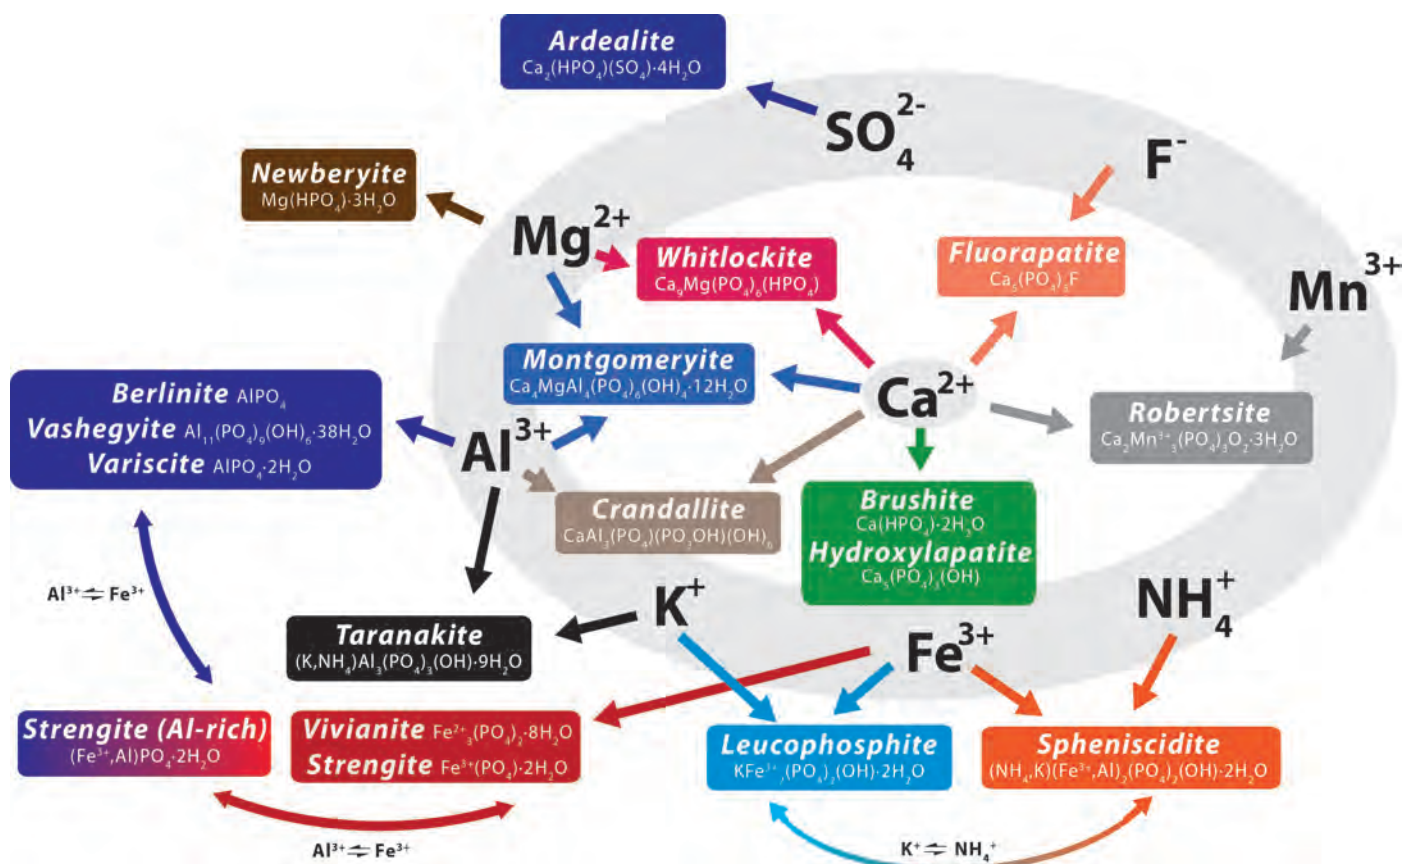 Ardealite
Ca₂(HPO₄)(SO₄)·4H₂O
SO₄²⁻
F⁻
Newberyite
Mg(HPO₄)·3H₂O
Mg²⁺
Whitlockite
Ca₉Mg(PO₄)₆(HPO₄)
Fluorapatite
Ca₅(PO₄)₃F
Mn³⁺
Montgomeryite
Ca₄MgAl₄(PO₄)₆(OH)₄·12H₂O
Ca²⁺
Berlinite AlPO₄
Vashegyite Al₁₁(PO₄)₉(OH)₆·38H₂O
Variscite AlPO₄·2H₂O
Al³⁺
Robertsite
Ca₂Mn³⁺₃(PO₄)₃O₂·3H₂O
Crandallite
CaAl₃(PO₄)(PO₃OH)(OH)₆
Brushite
Ca(HPO₄)·2H₂O
Hydroxylapatite
Ca₅(PO₄)₃(OH)
Al³⁺⇌ Fe³⁺
K⁺
NH₄⁺
Fe³⁺
Taranakite
(K,NH₄)Al₃(PO₄)₃(OH)·9H₂O
Strengite (Al-rich)
(Fe³⁺,Al)PO₄·2H₂O
Vivianite Fe²⁺₃(PO₄)₂·8H₂O
Strengite Fe³⁺(PO₄)·2H₂O
Leucophosphite
KFe³⁺₂(PO₄)₂(OH)·2H₂O
Spheniscidite
(NH₄,K)(Fe³⁺,Al)₂(PO₄)₂(OH)·2H₂O
Al³⁺⇌ Fe³⁺
K⁺ ⇌ NH₄⁺